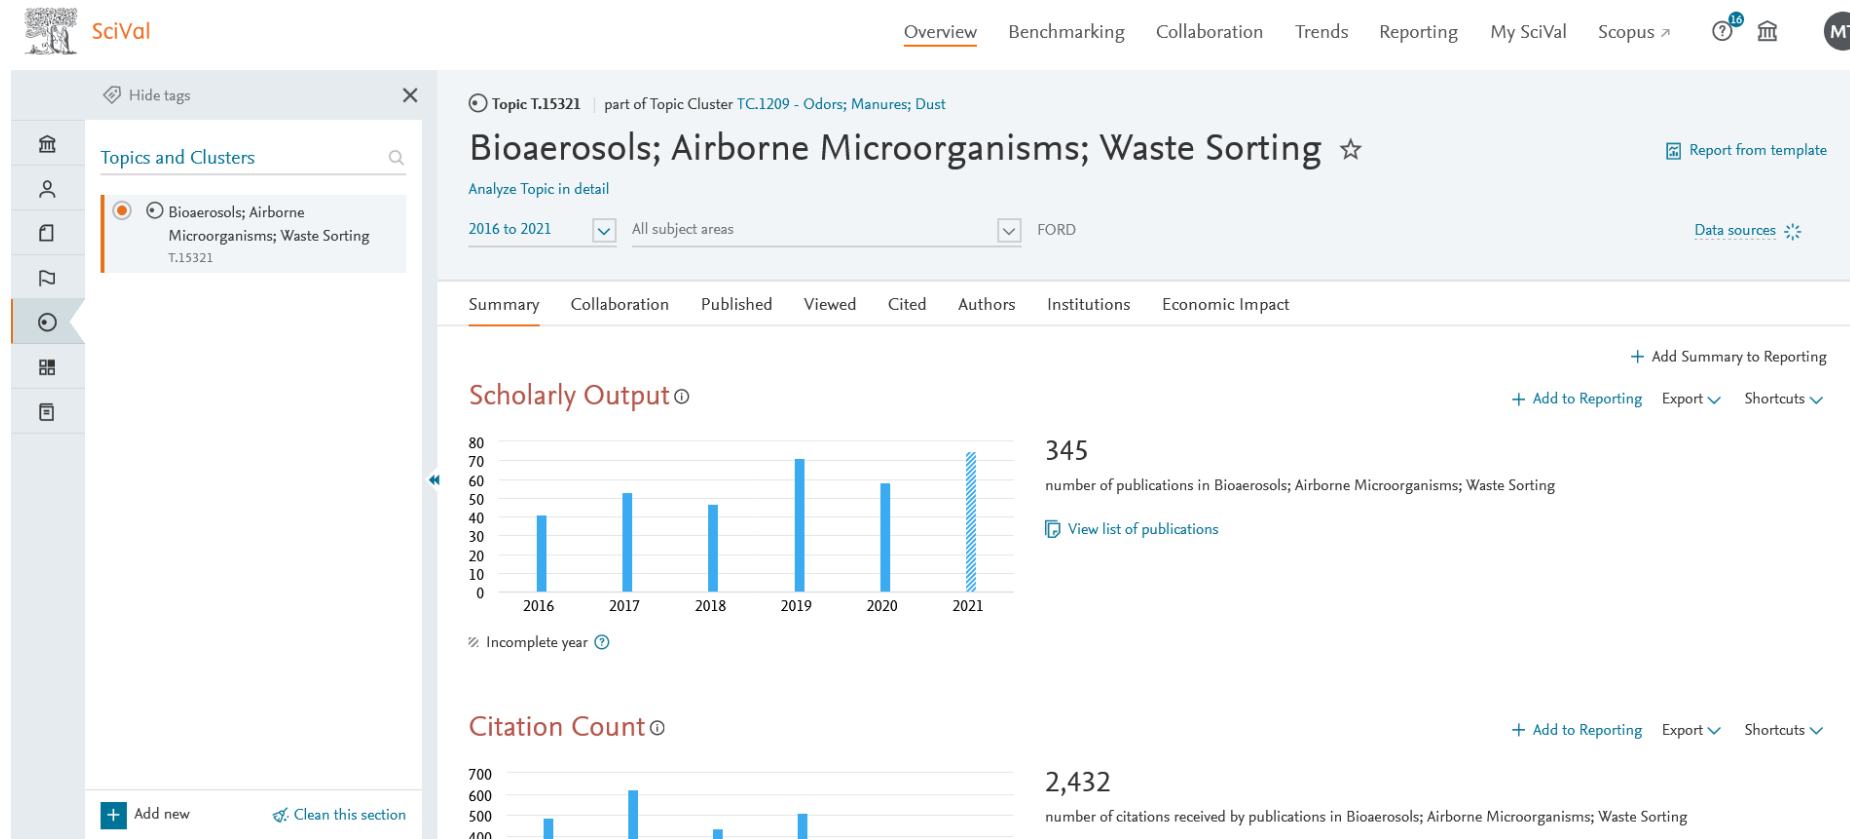 SciVal
Overview Benchmarking Collaboration Trends Reporting My SciVal Scopus ↗ 16
Hide tags
Topics and Clusters
Bioaerosols; Airborne
Microorganisms; Waste Sorting
T.15321
Add new Clean this section
Topic T.15321 part of Topic Cluster TC.1209 - Odors; Manures; Dust
Bioaerosols; Airborne Microorganisms; Waste Sorting
Report from template
Analyze Topic in detail
2016 to 2021 All subject areas FORD Data sources
Summary Collaboration Published Viewed Cited Authors Institutions Economic Impact
+ Add Summary to Reporting
Scholarly Output
+ Add to Reporting Export Shortcuts
80
70
60
50
40
30
20
10
0
2016 2017 2018 2019 2020 2021
Incomplete year
345
number of publications in Bioaerosols; Airborne Microorganisms; Waste Sorting
View list of publications
Citation Count
+ Add to Reporting Export Shortcuts
700
600
500
400
2,432
number of citations received by publications in Bioaerosols; Airborne Microorganisms; Waste Sorting